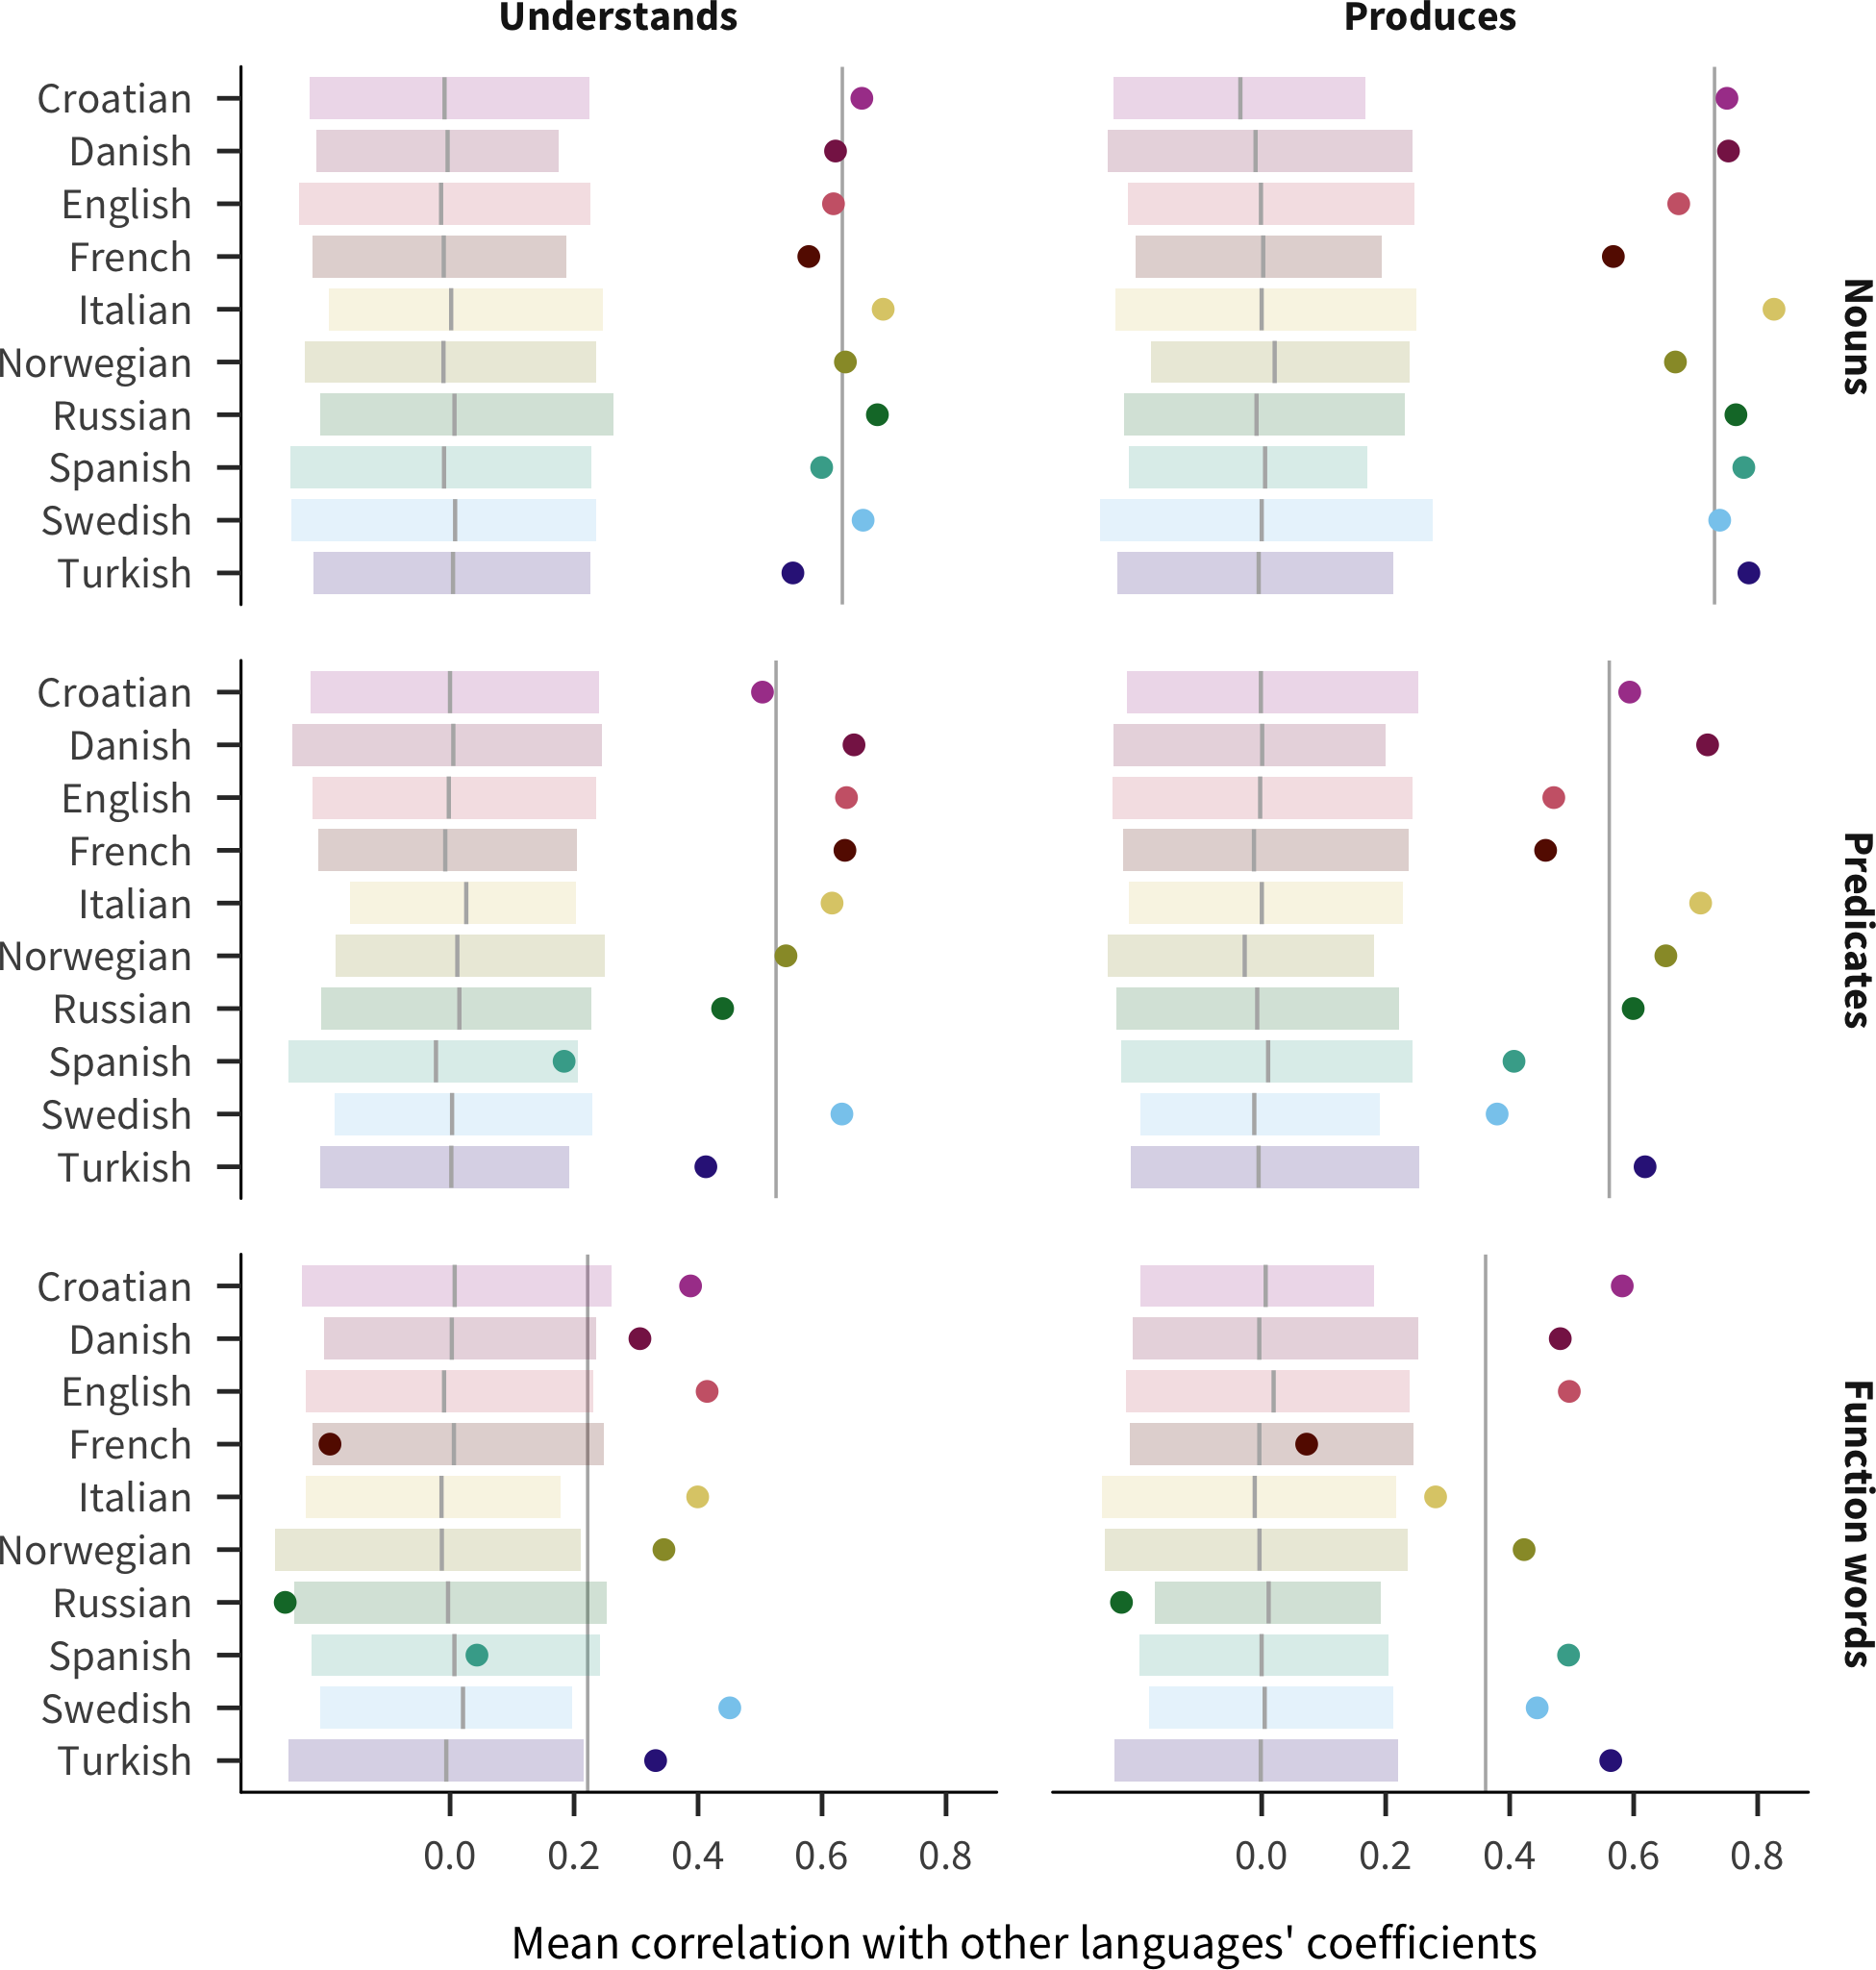 Understands Produces
Croatian
Danish
English
French
Italian
Norwegian
Russian
Spanish
Swedish
Turkish
Nouns
Croatian
Danish
English
French
Italian
Norwegian
Russian
Spanish
Swedish
Turkish
Predicates
Croatian
Danish
English
French
Italian
Norwegian
Russian
Spanish
Swedish
Turkish
Function words
0.0 0.2 0.4 0.6 0.8 0.0 0.2 0.4 0.6 0.8
Mean correlation with other languages' coefficients